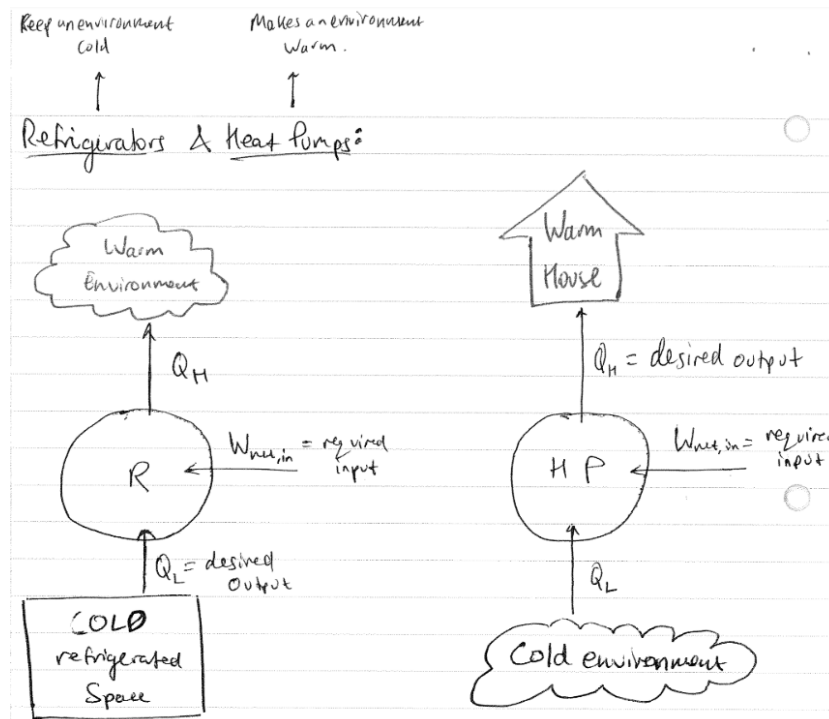 Keep an environment
Cold
Makes an environment
Warm.
Refrigirators & Heat Pumps:
Warm
Environment
QH
R
Wnet,in = required
input
QL = desired
output
COLD
refrigerated
Space
Warm
House
QH = desired output
HP
Wnet,in = required
input
QL
Cold environment